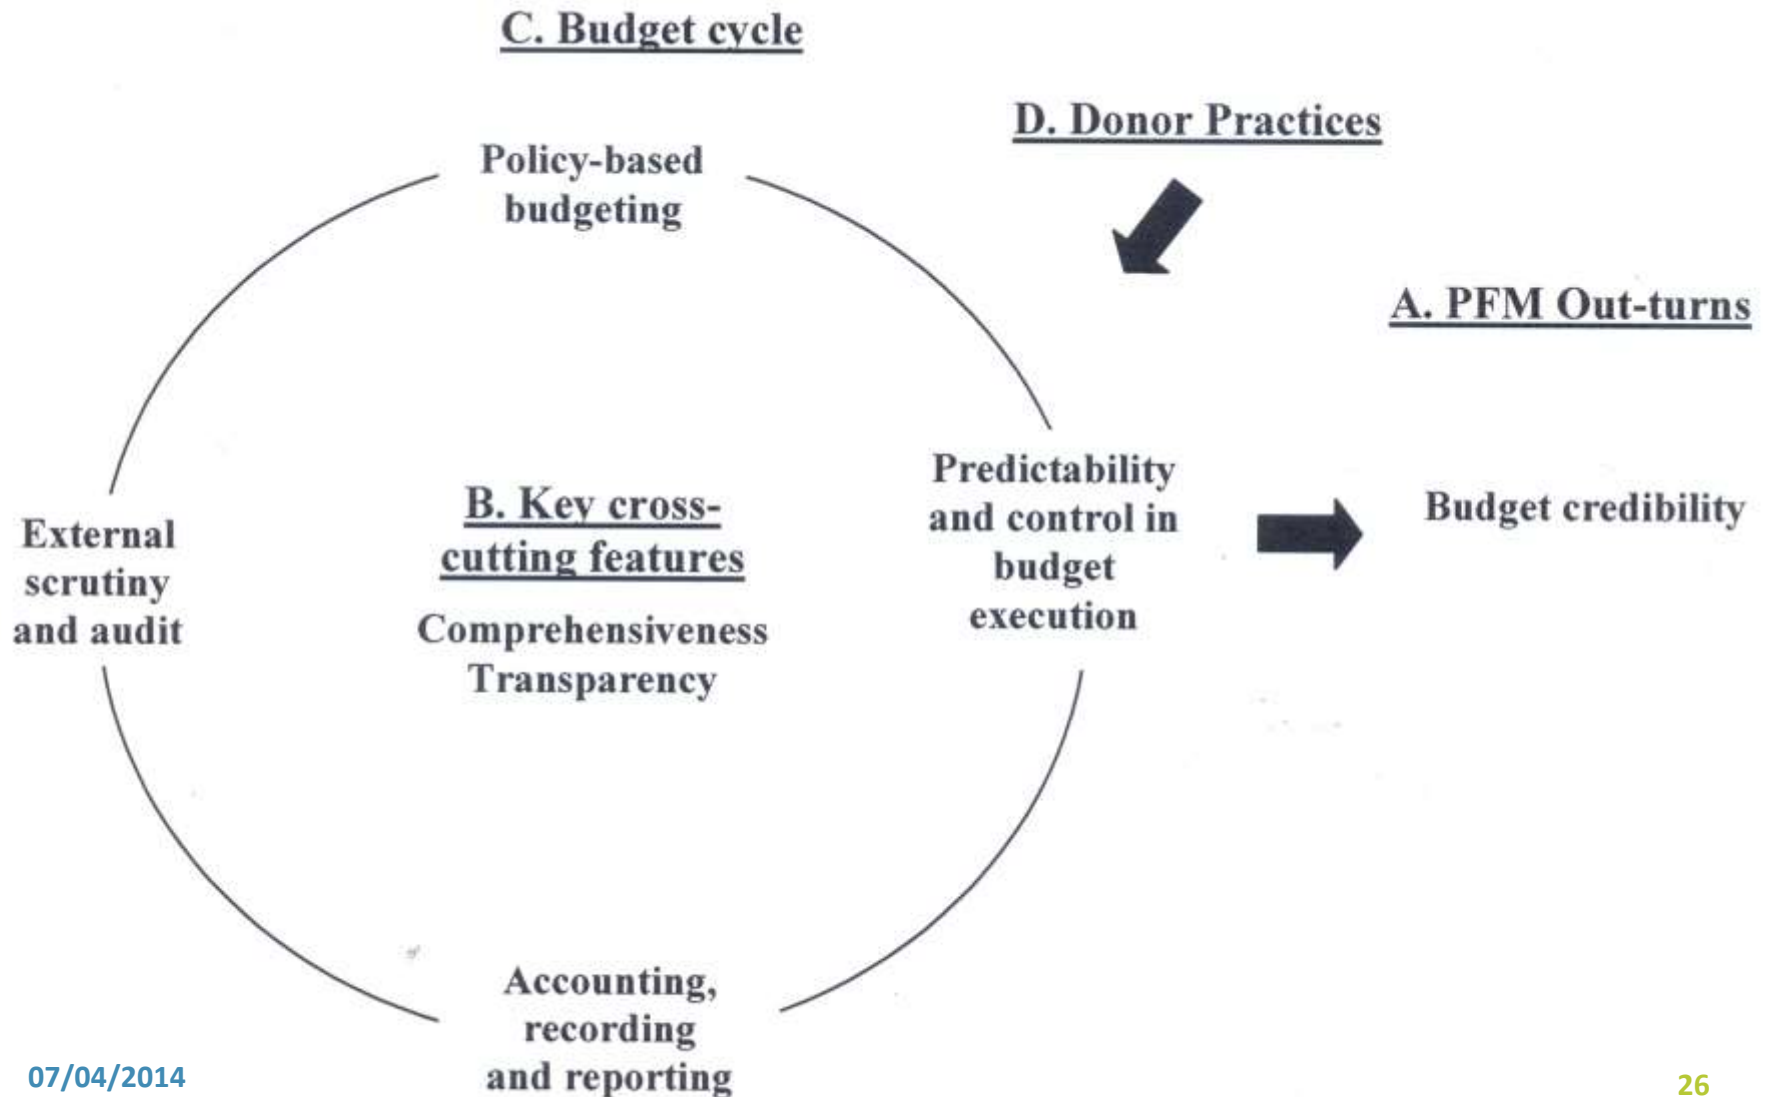 C. Budget cycle
D. Donor Practices
Policy-based
budgeting
A. PFM Out-turns
Predictability
and control in
budget
execution
Budget credibility
B. Key cross-
cutting features
Comprehensiveness
Transparency
External
scrutiny
and audit
Accounting,
recording
and reporting
07/04/2014
26